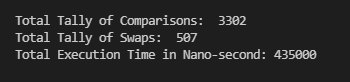 Total Tally of Comparisons:  3302
Total Tally of Swaps:  507
Total Execution Time in Nano-second: 435000